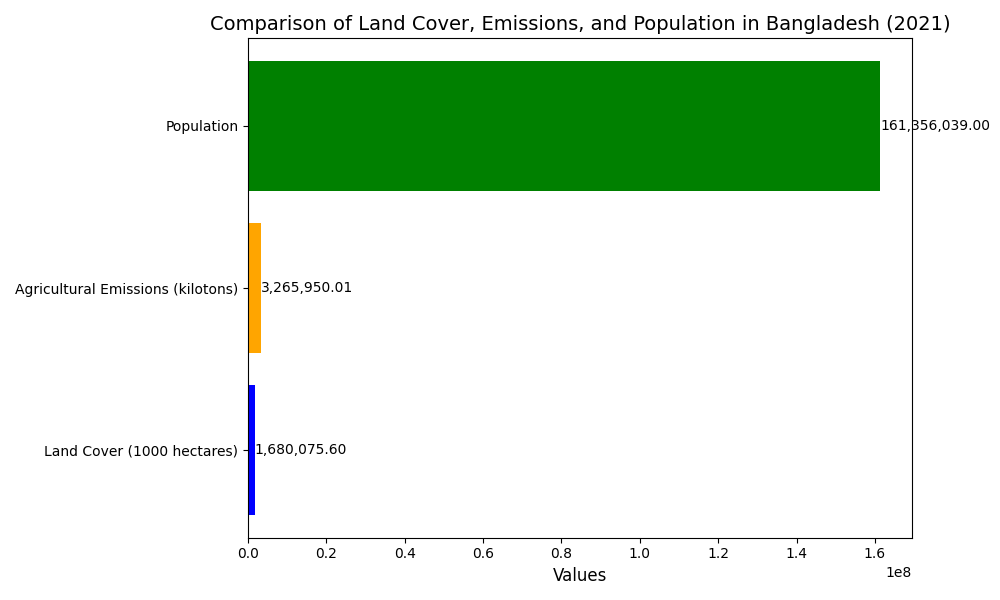 Comparison of Land Cover, Emissions, and Population in Bangladesh (2021)
Population
161,356,039.00
Agricultural Emissions (kilotons)
3,265,950.01
Land Cover (1000 hectares)
1,680,075.60
0.0 0.2 0.4 0.6 0.8 1.0 1.2 1.4 1.6
1e8
Values